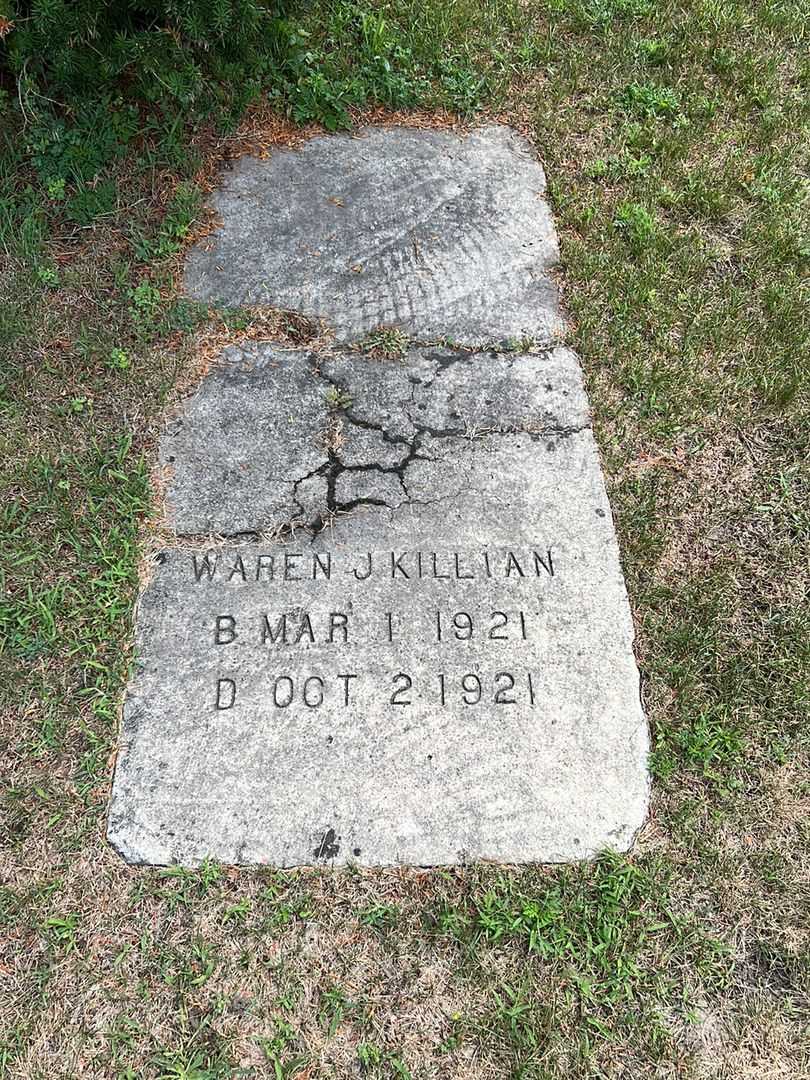 WAREN J KILLIAN
B MAR 1 1921
D OCT 2 1921